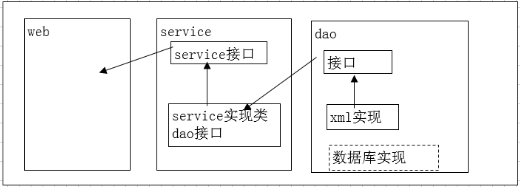 web
service
service接口
service实现类
dao接口
dao
接口
xml实现
数据库实现